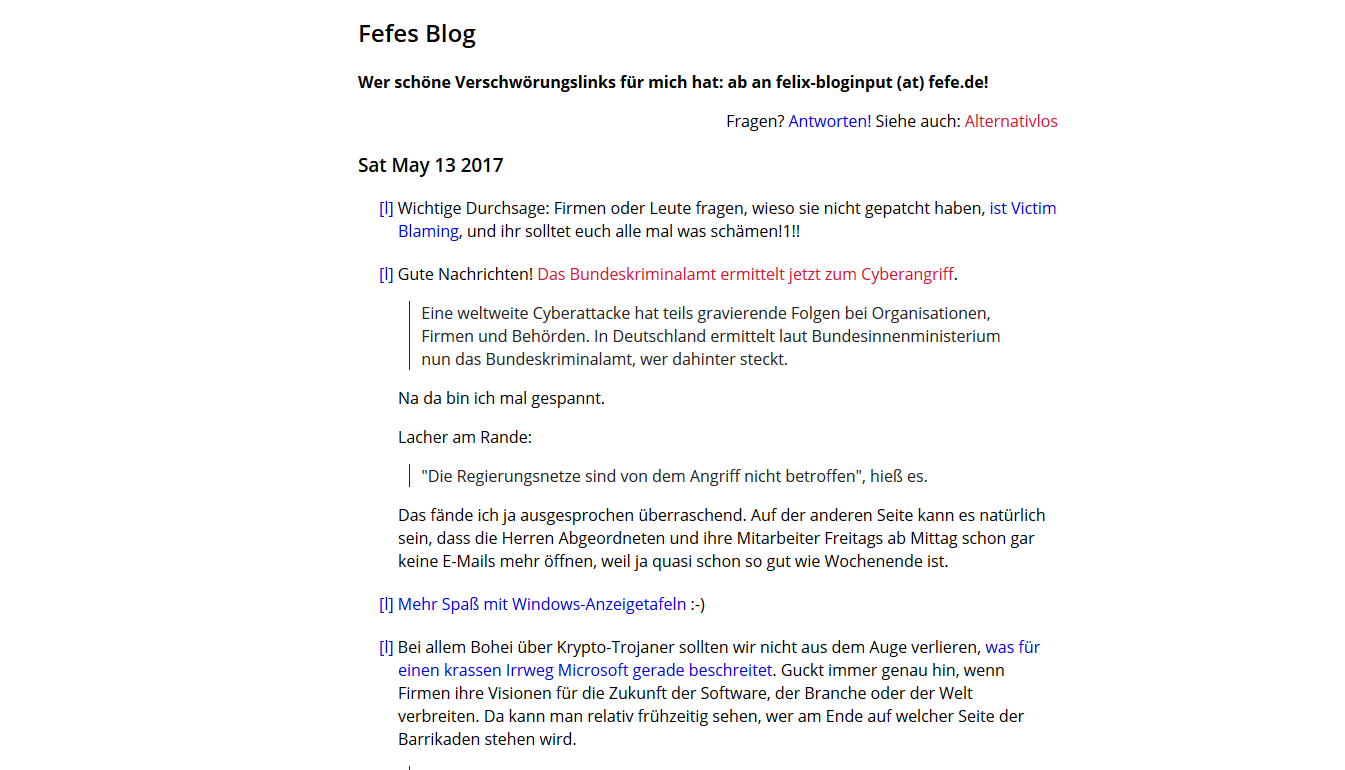 Fefes Blog
Wer schöne Verschwörungslinks für mich hat: ab an felix-bloginput (at) fefe.de!
Fragen? Antworten! Siehe auch: Alternativlos
Sat May 13 2017
[l] Wichtige Durchsage: Firmen oder Leute fragen, wieso sie nicht gepatcht haben, ist Victim
Blaming, und ihr solltet euch alle mal was schämen!1!!
[l] Gute Nachrichten! Das Bundeskriminalamt ermittelt jetzt zum Cyberangriff.
Eine weltweite Cyberattacke hat teils gravierende Folgen bei Organisationen,
Firmen und Behörden. In Deutschland ermittelt laut Bundesinnenministerium
nun das Bundeskriminalamt, wer dahinter steckt.
Na da bin ich mal gespannt.
Lacher am Rande:
"Die Regierungsnetze sind von dem Angriff nicht betroffen", hieß es.
Das fände ich ja ausgesprochen überraschend. Auf der anderen Seite kann es natürlich
sein, dass die Herren Abgeordneten und ihre Mitarbeiter Freitags ab Mittag schon gar
keine E-Mails mehr öffnen, weil ja quasi schon so gut wie Wochenende ist.
[l] Mehr Spaß mit Windows-Anzeigetafeln :-)
[l] Bei allem Bohei über Krypto-Trojaner sollten wir nicht aus dem Auge verlieren, was für
einen krassen Irrweg Microsoft gerade beschreitet. Guckt immer genau hin, wenn
Firmen ihre Visionen für die Zukunft der Software, der Branche oder der Welt
verbreiten. Da kann man relativ frühzeitig sehen, wer am Ende auf welcher Seite der
Barrikaden stehen wird.